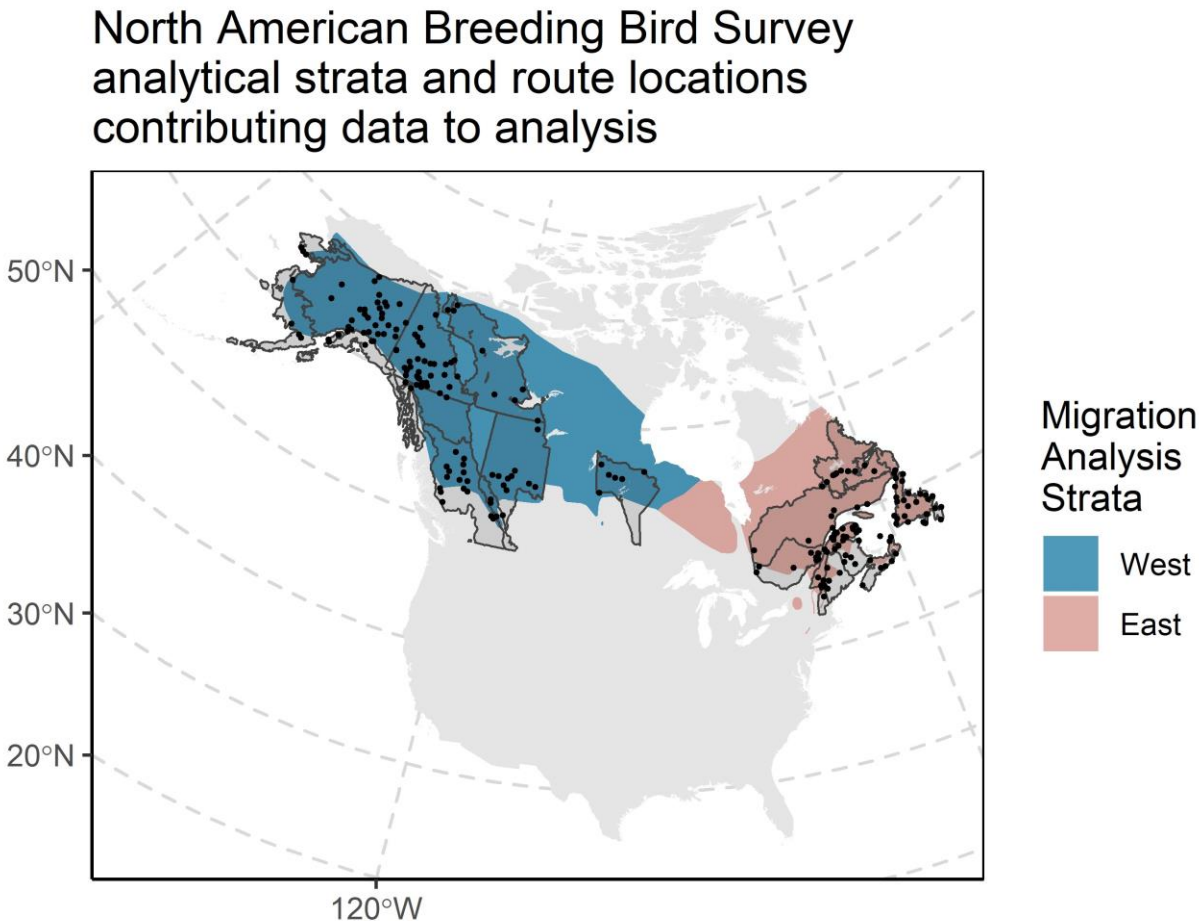 North American Breeding Bird Survey
analytical strata and route locations
contributing data to analysis
50°N
40°N
30°N
20°N
120°W
Migration
Analysis
Strata
West
East